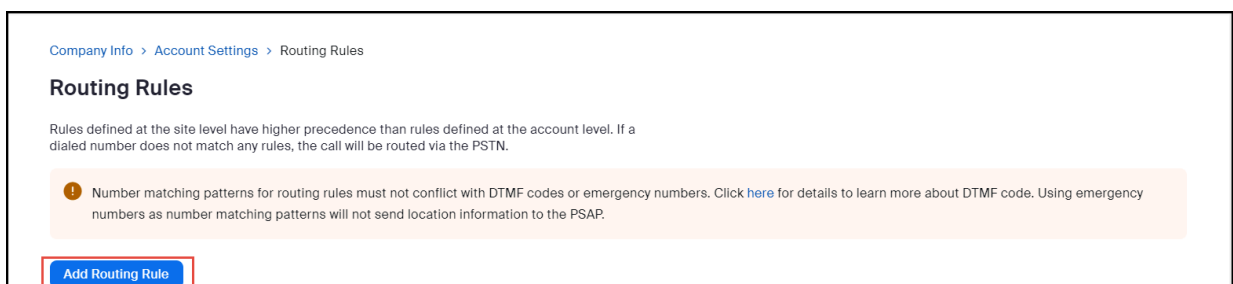 Company Info > Account Settings > Routing Rules
Routing Rules
Rules defined at the site level have higher precedence than rules defined at the account level. If a
dialed number does not match any rules, the call will be routed via the PSTN.
Number matching patterns for routing rules must not conflict with DTMF codes or emergency numbers. Click here for details to learn more about DTMF code. Using emergency
numbers as number matching patterns will not send location information to the PSAP.
Add Routing Rule